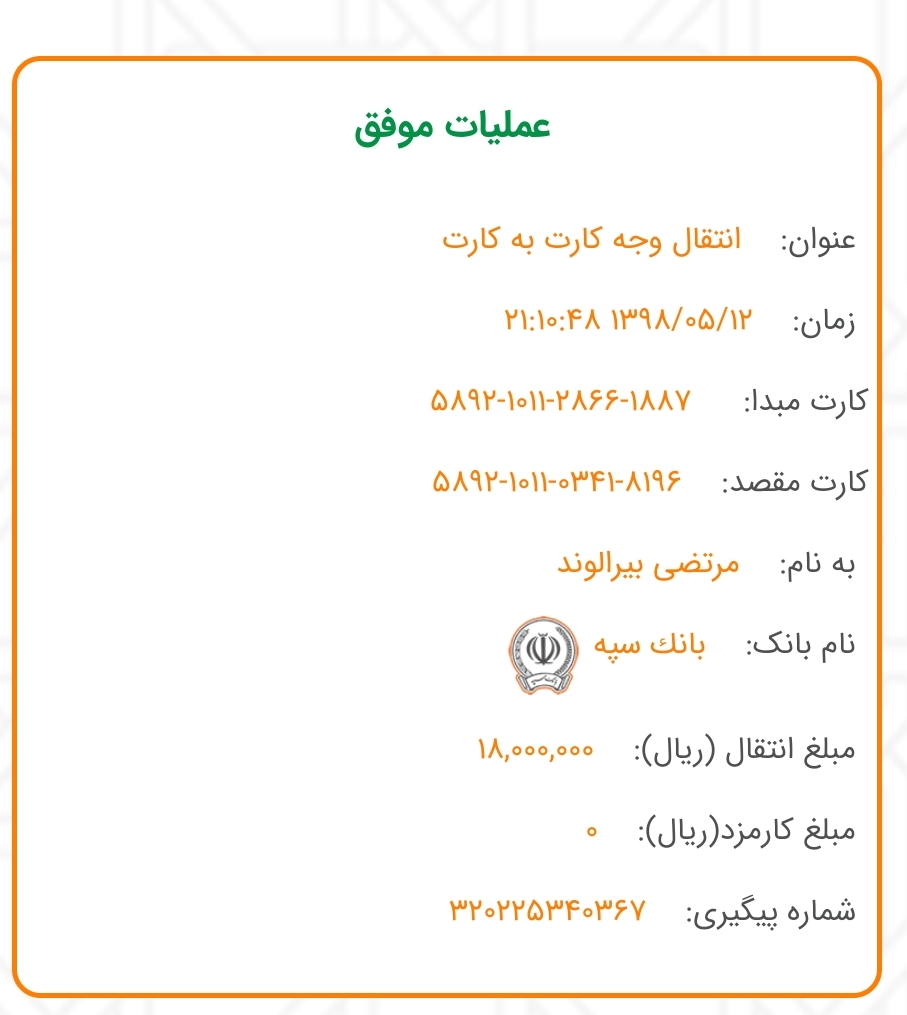 عملیات موفق
عنوان: انتقال وجه کارت به کارت
زمان: ۱۳۹۸/۰۵/۱۲ ۲۱:۱۰:۴۸
کارت مبدا: ۵۸۹۲-۱۰۱۱-۲۸۶۶-۱۸۸۷
کارت مقصد: ۵۸۹۲-۱۰۱۱-۰۳۴۱-۸۱۹۶
به نام: مرتضی بیرالوند
نام بانک: بانك سپه
مبلغ انتقال (ریال): ۱۸,۰۰۰,۰۰۰
مبلغ کارمزد(ریال): ۰
شماره پیگیری: ۳۲۰۲۲۵۳۴۰۳۶۷